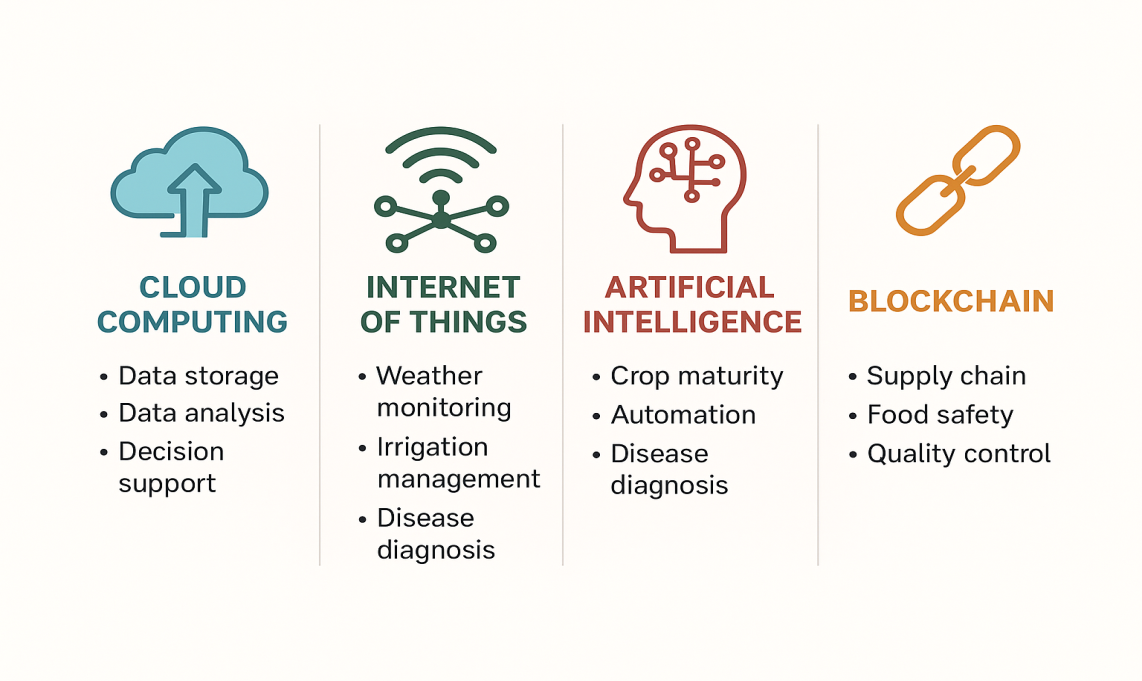 CLOUD
COMPUTING
• Data storage
• Data analysis
• Decision
support
INTERNET
OF THINGS
• Weather
monitoring
• Irrigation
management
• Disease
diagnosis
ARTIFICIAL
INTELLIGENCE
• Crop maturity
• Automation
• Disease
diagnosis
BLOCKCHAIN
• Supply chain
• Food safety
• Quality control